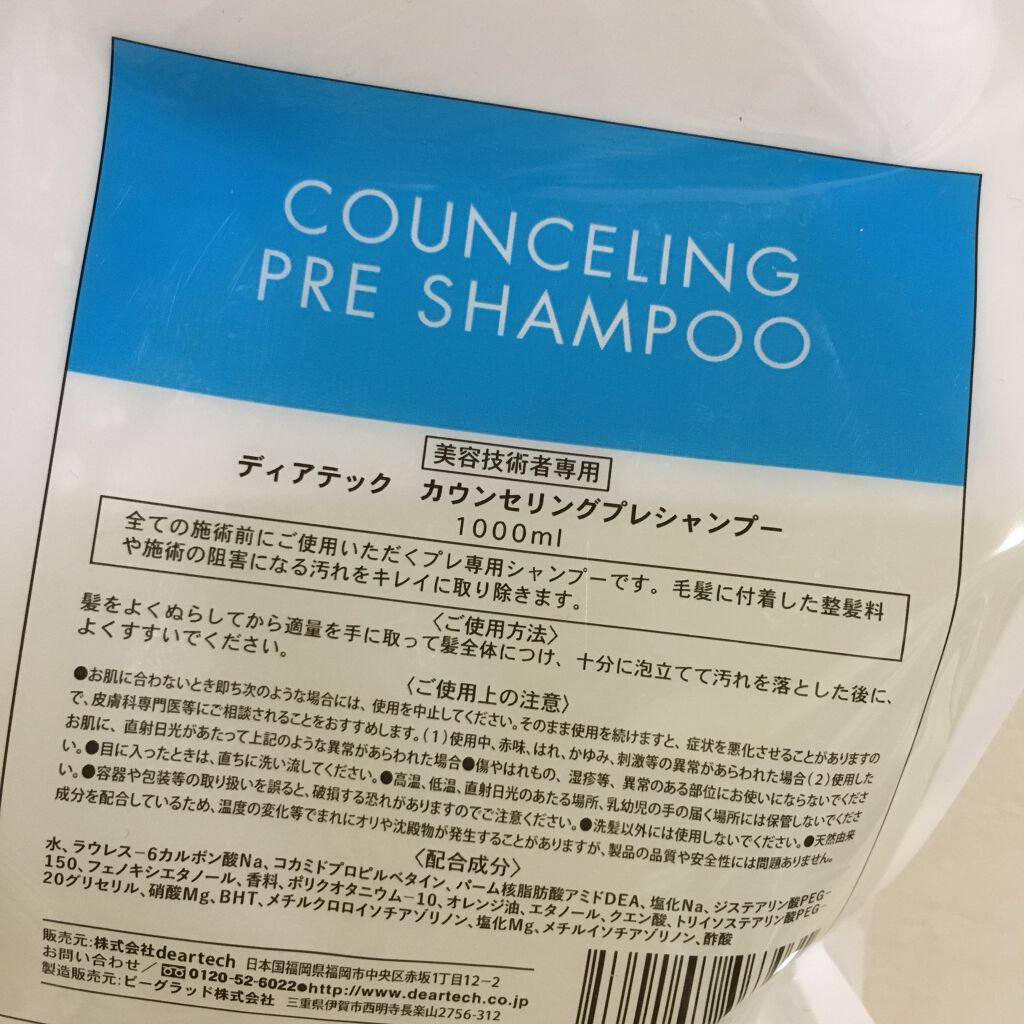 COUNCELING
PRE SHAMPOO
美容技術者専用
ディアテック カウンセリングプレシャンプー
1000ml
全ての施術前にご使用いただくプレ専用シャンプーです。毛髪に付着した整髪料
や施術の阻害になる汚れをキレイに取り除きます。
〈ご使用方法〉
髪をよくぬらしてから適量を手に取って髪全体につけ、十分に泡立てて汚れを落とした後に、
よくすすいでください。
〈ご使用上の注意〉
●お肌に合わないとき即ち次のような場合には、使用を中止してください。そのまま使用を続けますと、症状を悪化させることがありますの
で、皮膚科専門医等にご相談されることをおすすめします。(1)使用中、赤味、はれ、かゆみ、刺激等の異常があらわれた場合(2)使用した
お肌に、直射日光があたって上記のような異常があらわれた場合●傷やはれもの、湿疹等、異常のある部位にお使いにならないでくださ
い。●目に入ったときは、直ちに洗い流してください。●高温、低温、直射日光のあたる場所、乳幼児の手の届く場所には保管しないでくださ
い。●容器や包装等の取り扱いを誤ると、破損する恐れがありますのでご注意ください。●洗髪以外には使用しないでください。●天然由来
成分を配合しているため、温度の変化等でまれにオリや沈殿物が発生することがありますが、製品の品質や安全性には問題ありません。
〈配合成分〉
水、ラウレス-6カルボン酸Na、コカミドプロピルベタイン、パーム核脂肪酸アミドDEA、塩化Na、ジステアリン酸PEG-
150、フェノキシエタノール、香料、ポリクオタニウム-10、オレンジ油、エタノール、クエン酸、トリイソステアリン酸PEG-
20グリセリル、硝酸Mg、BHT、メチルクロロイソチアゾリノン、塩化Mg、メチルイソチアゾリノン、酢酸
販売元:株式会社deartech 日本国福岡県福岡市中央区赤坂1丁目12-2
お問い合わせ/0120-52-6022●http://www.deartech.co.jp
製造販売元:ビーグラッド株式会社 三重県伊賀市西明寺長楽山2756-312